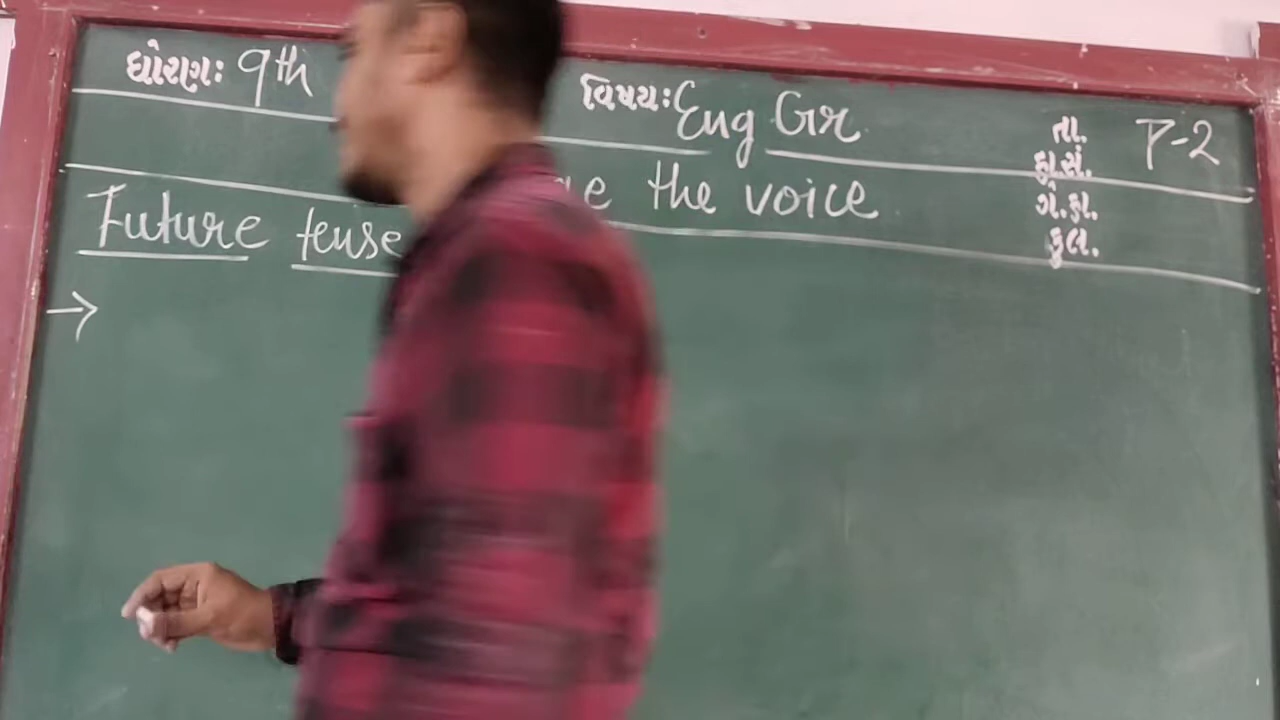 ધોરણ: 9th વિષય: Eng Gr
તા. P-2
હા.સં.
the voice
ગે.હા.
Future tense
કુલ.
→